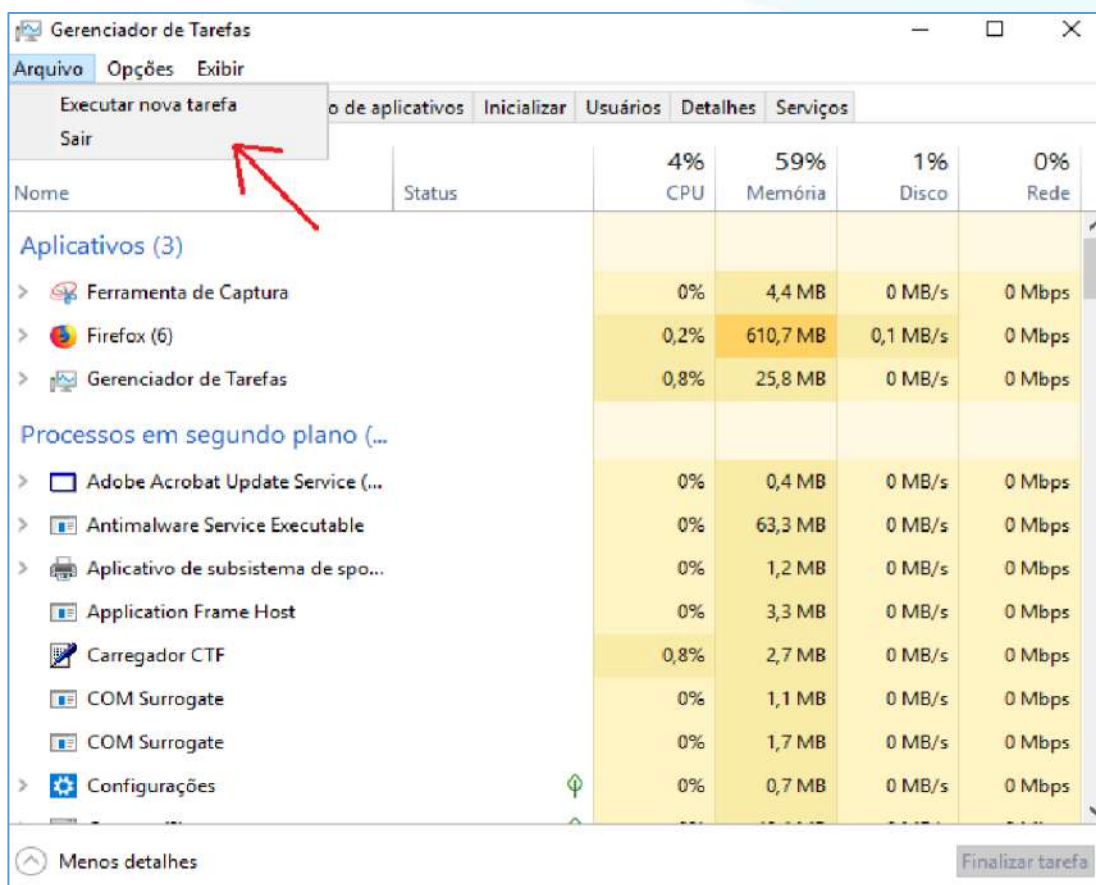 Gerenciador de Tarefas
Arquivo Opções Exibir
Executar nova tarefa
Sair
o de aplicativos Inicializar Usuários Detalhes Serviços
4% 59% 1% 0%
Nome Status CPU Memória Disco Rede
Aplicativos (3)
Ferramenta de Captura 0% 4,4 MB 0 MB/s 0 Mbps
Firefox (6) 0,2% 610,7 MB 0,1 MB/s 0 Mbps
Gerenciador de Tarefas 0,8% 25,8 MB 0 MB/s 0 Mbps
Processos em segundo plano (...
Adobe Acrobat Update Service (... 0% 0,4 MB 0 MB/s 0 Mbps
Antimalware Service Executable 0% 63,3 MB 0 MB/s 0 Mbps
Aplicativo de subsistema de spo... 0% 1,2 MB 0 MB/s 0 Mbps
Application Frame Host 0% 3,3 MB 0 MB/s 0 Mbps
Carregador CTF 0,8% 2,7 MB 0 MB/s 0 Mbps
COM Surrogate 0% 1,1 MB 0 MB/s 0 Mbps
COM Surrogate 0% 1,7 MB 0 MB/s 0 Mbps
Configurações 0% 0,7 MB 0 MB/s 0 Mbps
Menos detalhes Finalizar tarefa